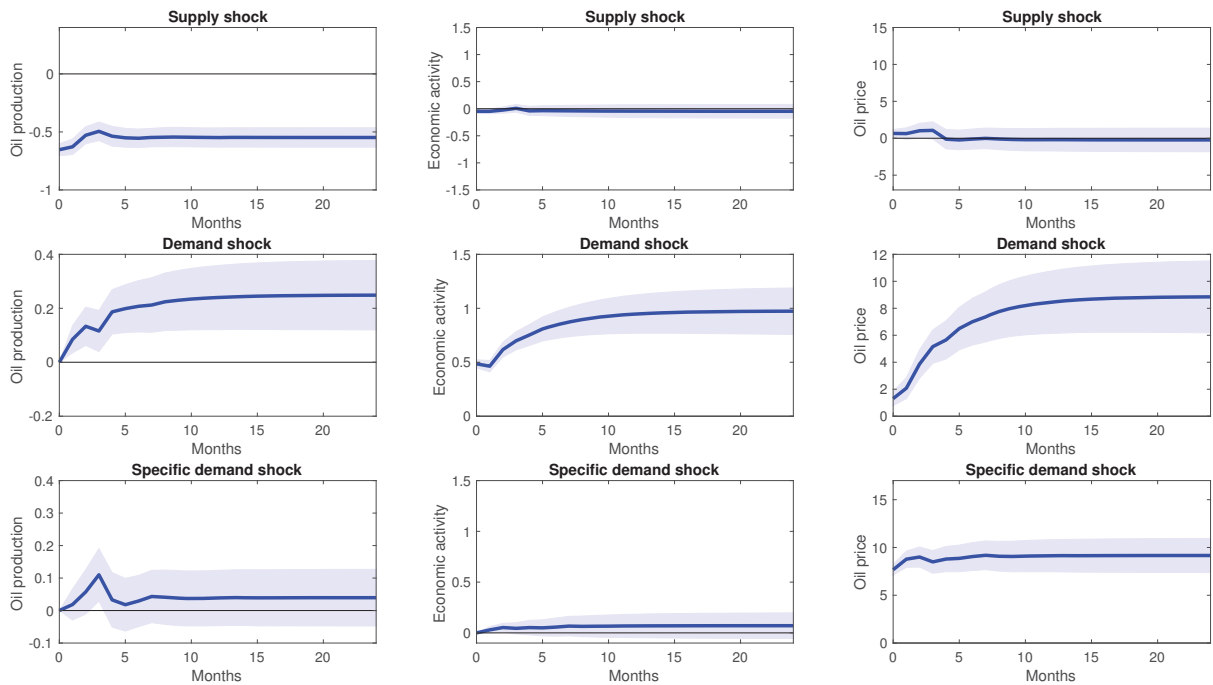 Supply shock
Oil production
0
-0.5
-1
0 5 10 15 20
Months
Supply shock
Economic activity
1.5
1
0.5
0
-0.5
-1
-1.5
0 5 10 15 20
Months
Supply shock
Oil price
15
10
5
0
-5
0 5 10 15 20
Months
Demand shock
Oil production
0.4
0.2
0
-0.2
0 5 10 15 20
Months
Demand shock
Economic activity
1.5
1
0.5
0
0 5 10 15 20
Months
Demand shock
Oil price
12
10
8
6
4
2
0
0 5 10 15 20
Months
Specific demand shock
Oil production
0.4
0.3
0.2
0.1
0
-0.1
0 5 10 15 20
Months
Specific demand shock
Economic activity
1.5
1
0.5
0
0 5 10 15 20
Months
Specific demand shock
Oil price
15
10
5
0
0 5 10 15 20
Months